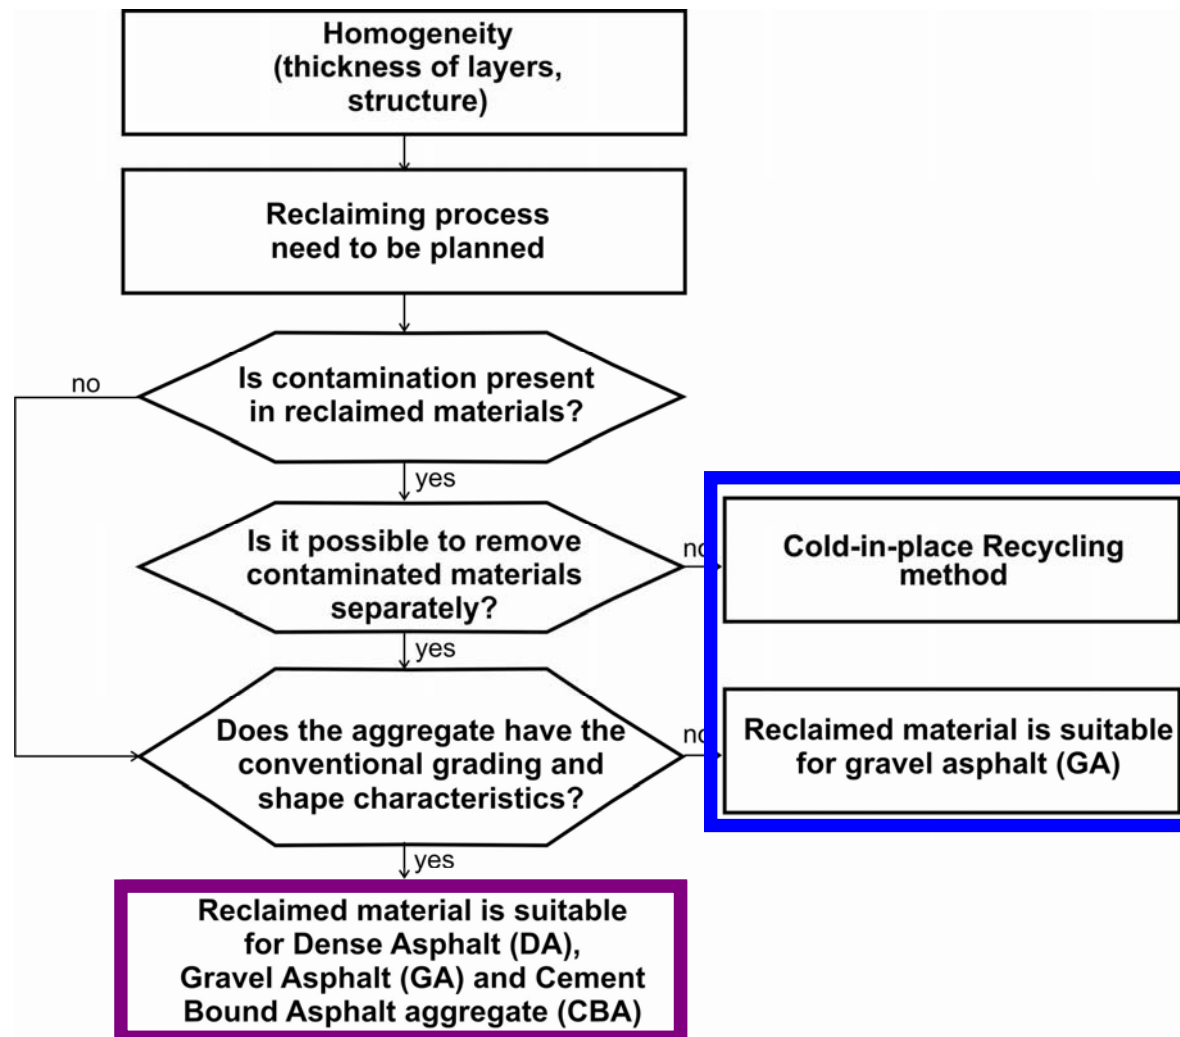 Homogeneity
(thickness of layers,
structure)
Reclaiming process
need to be planned
Is contamination present
in reclaimed materials?
no
yes
Is it possible to remove
contaminated materials
separately?
no
Cold-in-place Recycling
method
yes
Does the aggregate have the
conventional grading and
shape characteristics?
no
Reclaimed material is suitable
for gravel asphalt (GA)
yes
Reclaimed material is suitable
for Dense Asphalt (DA),
Gravel Asphalt (GA) and Cement
Bound Asphalt aggregate (CBA)